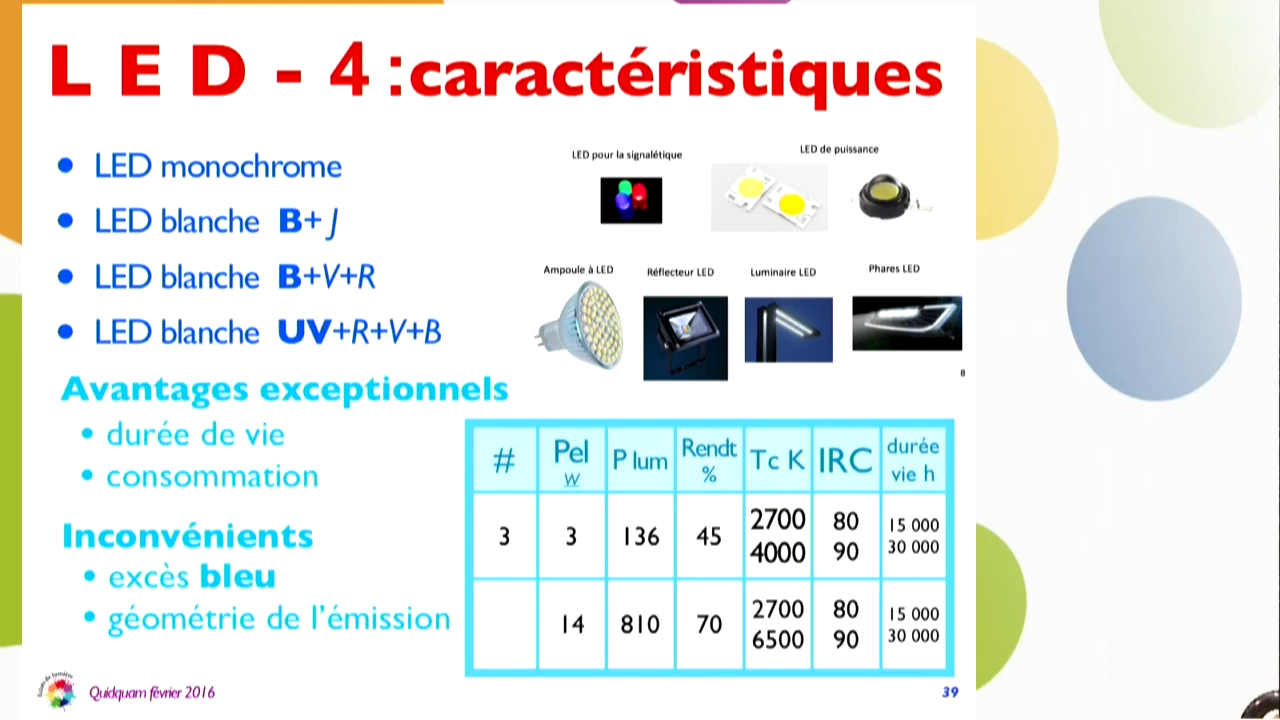 L E D - 4 :caractéristiques
• LED monochrome
• LED blanche B+J
• LED blanche B+V+R
• LED blanche UV+R+V+B
LED pour la signalétique
LED de puissance
Ampoule à LED
Réflecteur LED
Luminaire LED
Phares LED
8
Avantages exceptionnels
• durée de vie
• consommation
Inconvénients
• excès bleu
• géométrie de l'émission
# Pel W P lum Rendt % Tc K IRC durée vie h
3 3 136 45 2700 4000 80 90 15 000 30 000
14 810 70 2700 6500 80 90 15 000 30 000
Quidquam février 2016
39